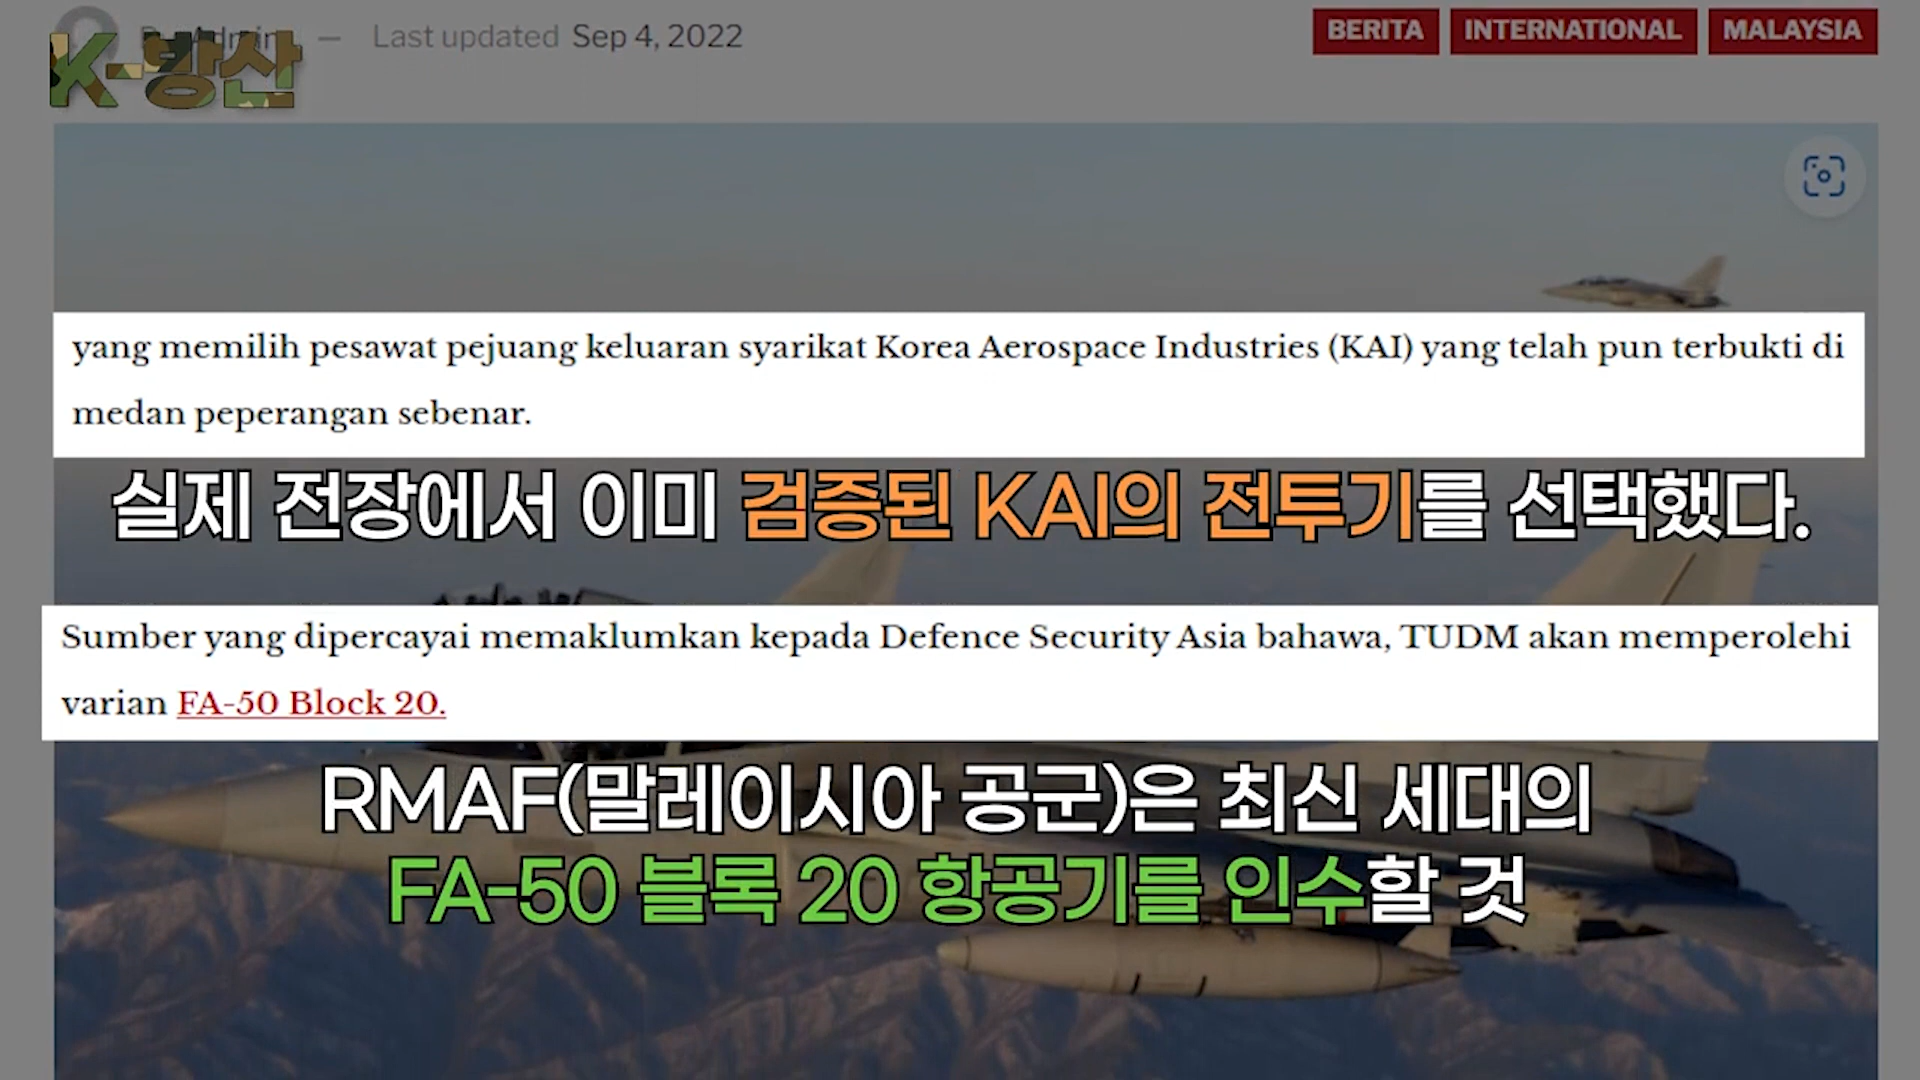 K-방산
Last updated Sep 4, 2022
BERITA INTERNATIONAL MALAYSIA
yang memilih pesawat pejuang keluaran syarikat Korea Aerospace Industries (KAI) yang telah pun terbukti di
medan peperangan sebenar.
실제 전장에서 이미 검증된 KAI의 전투기를 선택했다.
Sumber yang dipercayai memaklumkan kepada Defence Security Asia bahawa, TUDM akan memperolehi
varian FA-50 Block 20.
RMAF(말레이시아 공군)은 최신 세대의
FA-50 블록 20 항공기를 인수할 것